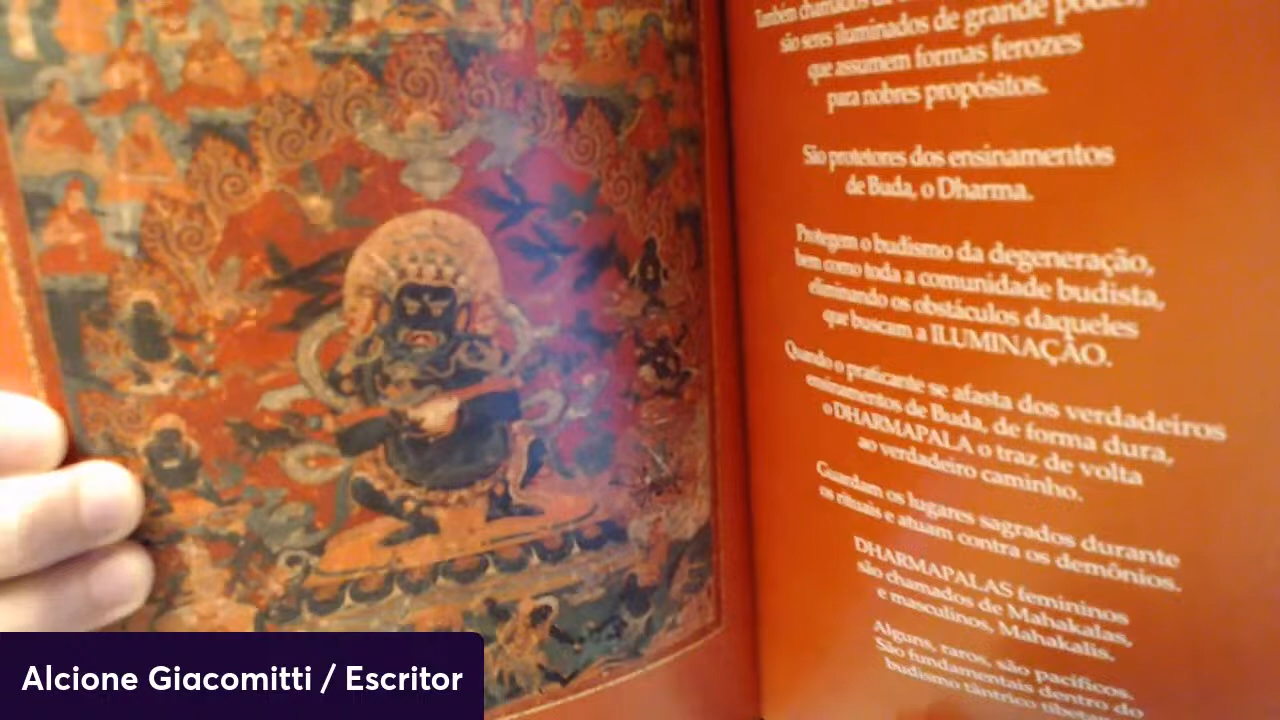 Também chamados de
são seres iluminados de grande poder,
que assumem formas ferozes
para nobres propósitos.
São protetores dos ensinamentos
de Buda, o Dharma.
Protegem o budismo da degeneração,
bem como toda a comunidade budista,
eliminando os obstáculos daqueles
que buscam a ILUMINAÇÃO.
Quando o praticante se afasta dos verdadeiros
ensinamentos de Buda, de forma dura,
o DHARMAPALA o traz de volta
ao verdadeiro caminho.
Guardam os lugares sagrados durante
os rituais e atuam contra os demônios.
DHARMAPALAS femininos
são chamados de Mahakalas,
e masculinos, Mahakalis.
Alguns, raros, são pacíficos.
São fundamentais dentro do
budismo tântrico
Alcione Giacomitti / Escritor